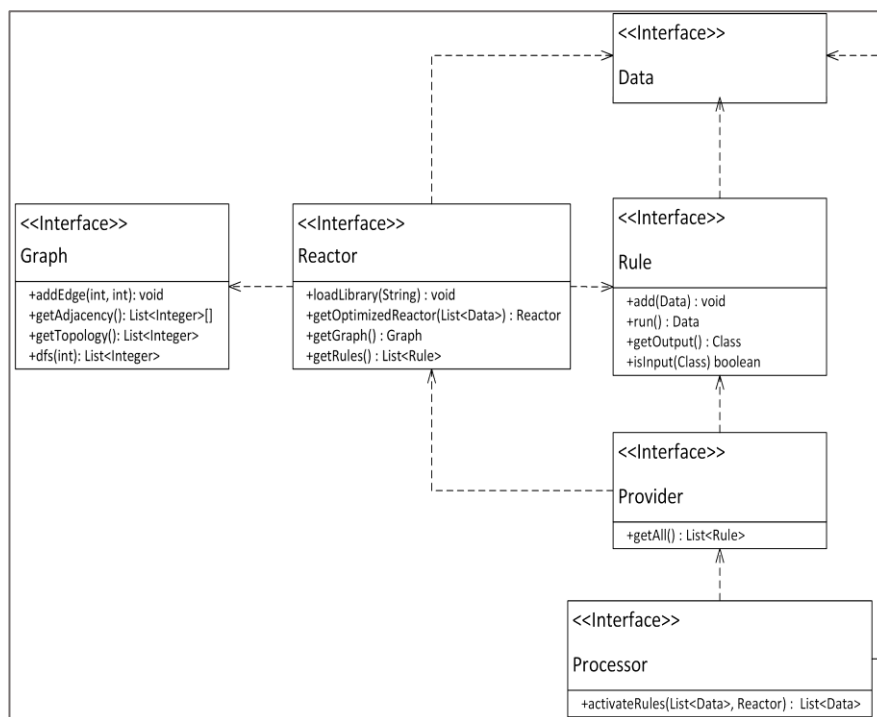 <<Interface>>
Data
<<Interface>>
Graph
+addEdge(int, int): void
+getAdjacency(): List<Integer>[]
+getTopology(): List<Integer>
+dfs(int): List<Integer>
<<Interface>>
Reactor
+loadLibrary(String) : void
+getOptimizedReactor(List<Data>) : Reactor
+getGraph() : Graph
+getRules() : List<Rule>
<<Interface>>
Rule
+add(Data) : void
+run() : Data
+getOutput() : Class
+isInput(Class) boolean
<<Interface>>
Provider
+getAll() : List<Rule>
<<Interface>>
Processor
+activateRules(List<Data>, Reactor) : List<Data>